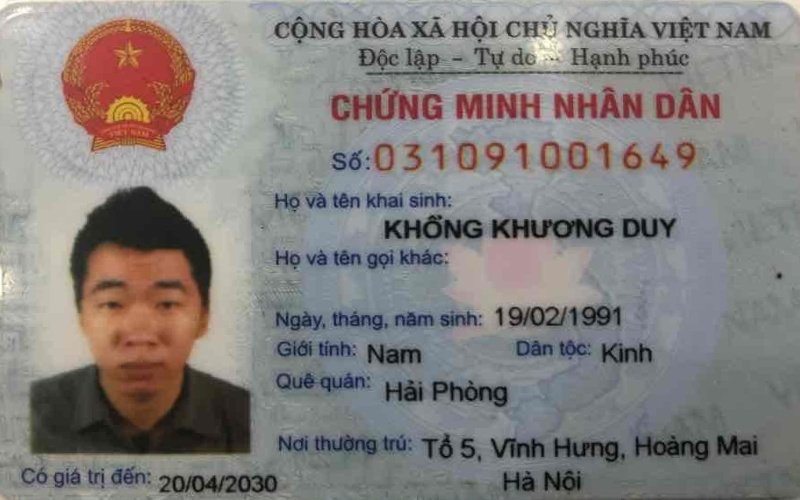 CỘNG HÒA XÃ HỘI CHỦ NGHĨA VIỆT NAM
Độc lập - Tự do - Hạnh phúc
CHỨNG MINH NHÂN DÂN
Số: 031091001649
Họ và tên khai sinh:
KHỔNG KHƯƠNG DUY
Họ và tên gọi khác:
Ngày, tháng, năm sinh: 19/02/1991
Giới tính: Nam Dân tộc: Kinh
Quê quán: Hải Phòng
Nơi thường trú: Tổ 5, Vĩnh Hưng, Hoàng Mai
Hà Nội
Có giá trị đến: 20/04/2030
VIỆT NAM